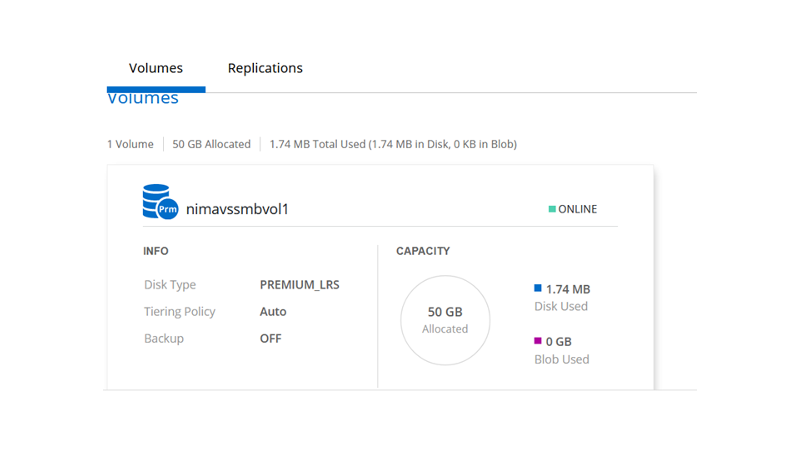 Volumes Replications
Volumes
1 Volume 50 GB Allocated 1.74 MB Total Used (1.74 MB in Disk, 0 KB in Blob)
Prm nimavssmbvol1 ONLINE
INFO CAPACITY
Disk Type PREMIUM_LRS
Tiering Policy Auto
Backup OFF
50 GB
Allocated
1.74 MB
Disk Used
0 GB
Blob Used